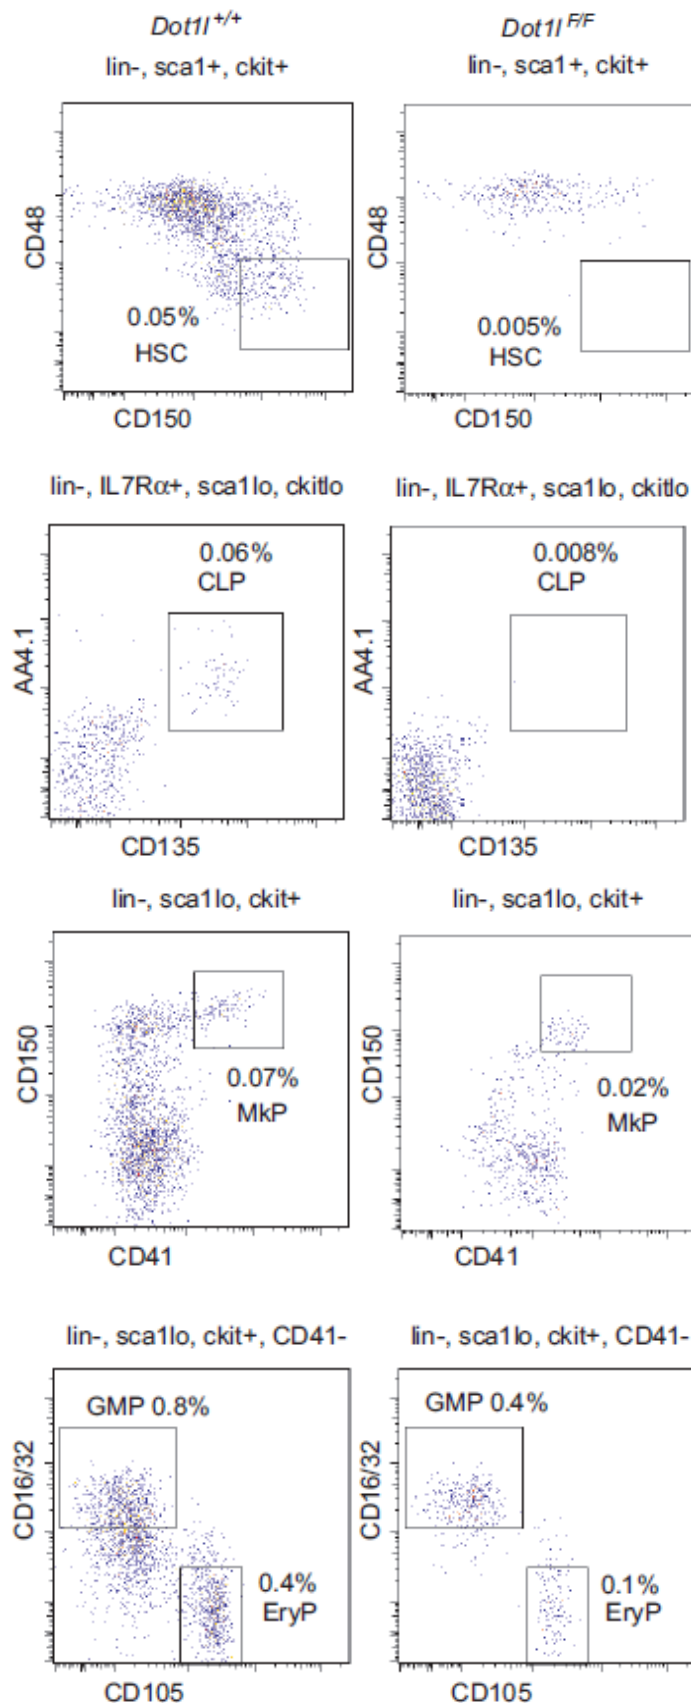 Dot1l +/+ Dot1l F/F
lin-, sca1+, ckit+ lin-, sca1+, ckit+
CD48 CD48
0.05% 0.005%
HSC HSC
CD150 CD150
lin-, IL7Rα+, sca1lo, ckitlo lin-, IL7Rα+, sca1lo, ckitlo
0.06% 0.008%
CLP CLP
AA4.1 AA4.1
CD135 CD135
lin-, sca1lo, ckit+ lin-, sca1lo, ckit+
CD150 CD150
0.07% 0.02%
MkP MkP
CD41 CD41
lin-, sca1lo, ckit+, CD41- lin-, sca1lo, ckit+, CD41-
GMP 0.8% GMP 0.4%
CD16/32 CD16/32
0.4% 0.1%
EryP EryP
CD105 CD105